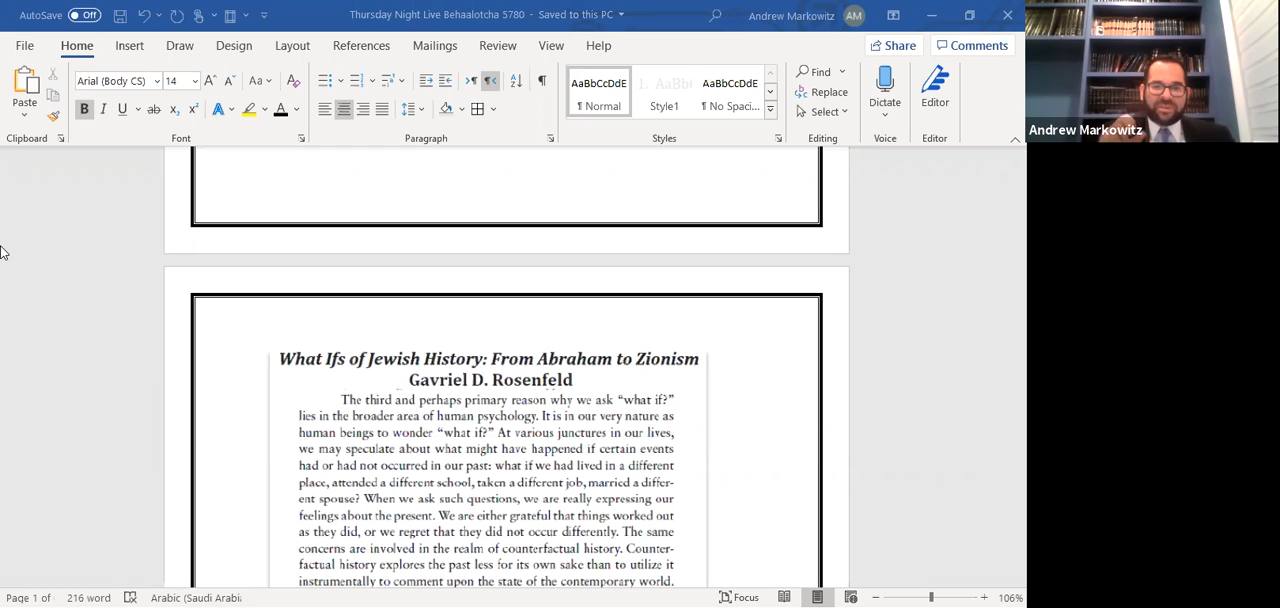 AutoSave Off Thursday Night Live Behaalotcha 5780 - Saved to this PC Andrew Markowitz AM
File Home Insert Draw Design Layout References Mailings Review View Help Share Comments
Paste Arial (Body CS) 14 A A Aa A AaBbCcDdE AaBb AaBbCcDdE Find Dictate Editor
B I U ab x₂ x² A A ¶ Normal Style1 ¶ No Spaci... Replace
Select
Clipboard Font Paragraph Styles Editing Voice Editor
Andrew Markowitz
What Ifs of Jewish History: From Abraham to Zionism
Gavriel D. Rosenfeld
The third and perhaps primary reason why we ask “what if?”
lies in the broader area of human psychology. It is in our very nature as
human beings to wonder “what if?” At various junctures in our lives,
we may speculate about what might have happened if certain events
had or had not occurred in our past: what if we had lived in a different
place, attended a different school, taken a different job, married a differ-
ent spouse? When we ask such questions, we are really expressing our
feelings about the present. We are either grateful that things worked out
as they did, or we regret that they did not occur differently. The same
concerns are involved in the realm of counterfactual history. Counter-
factual history explores the past less for its own sake than to utilize it
instrumentally to comment upon the state of the contemporary world.
Page 1 of 216 word Arabic (Saudi Arabi Focus 106%